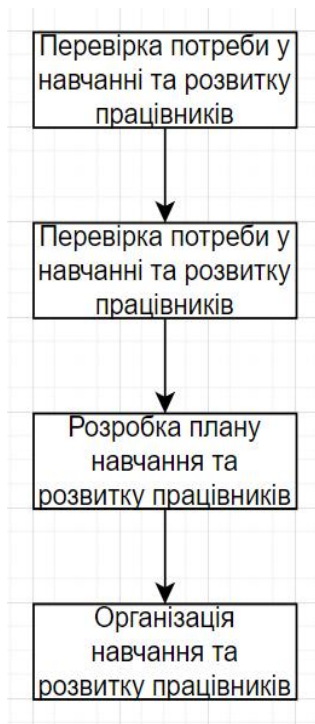 Перевірка потреби у
навчанні та розвитку
працівників
Перевірка потреби у
навчанні та розвитку
працівників
Розробка плану
навчання та
розвитку працівників
Організація
навчання та
розвитку працівників